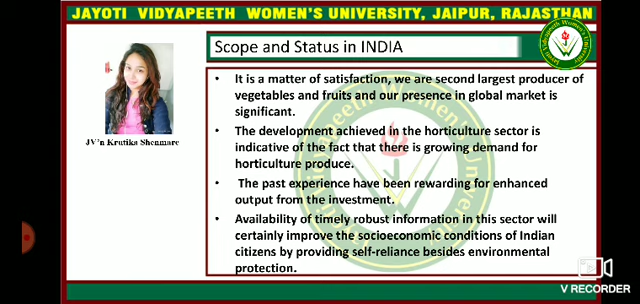 JAYOTI VIDYAPEETH WOMEN'S UNIVERSITY, JAIPUR, RAJASTHAN
Scope and Status in INDIA
JV'n Krutika Shenmare
• It is a matter of satisfaction, we are second largest producer of
vegetables and fruits and our presence in global market is
significant.
• The development achieved in the horticulture sector is
indicative of the fact that there is growing demand for
horticulture produce.
• The past experience have been rewarding for enhanced
output from the investment.
• Availability of timely robust information in this sector will
certainly improve the socioeconomic conditions of Indian
citizens by providing self-reliance besides environmental
protection.
V RECORDER